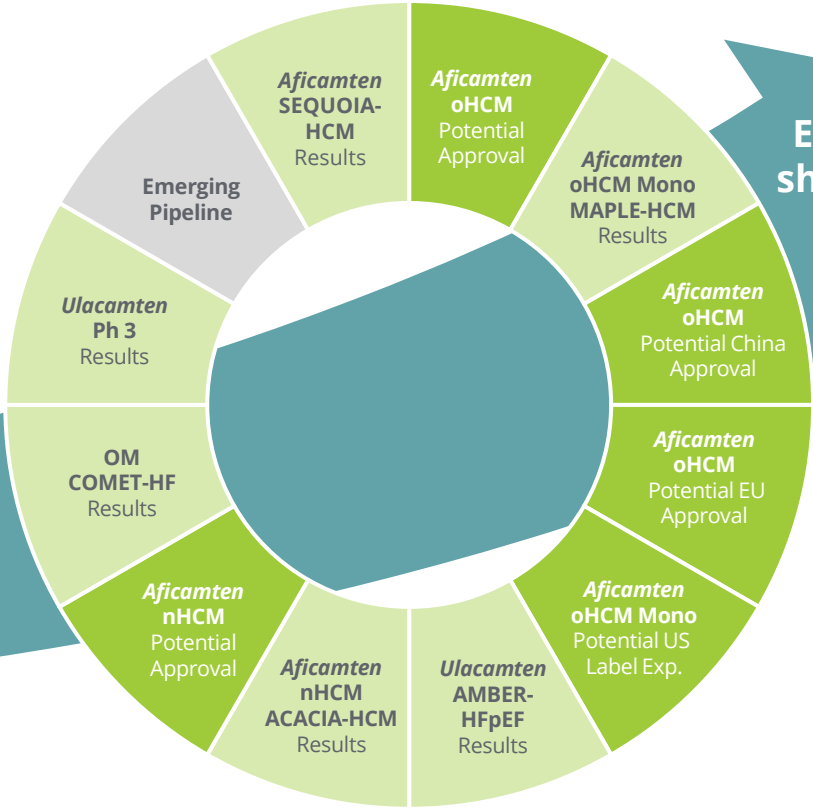 Aficamten
SEQUOIA-
HCM
Results
Aficamten
oHCM
Potential
Approval
Aficamten
oHCM Mono
MAPLE-HCM
Results
Aficamten
oHCM
Potential China
Approval
Aficamten
oHCM
Potential EU
Approval
Aficamten
oHCM Mono
Potential US
Label Exp.
Ulacamten
AMBER-
HFpEF
Results
Aficamten
nHCM
ACACIA-HCM
Results
Aficamten
nHCM
Potential
Approval
OM
COMET-HF
Results
Ulacamten
Ph 3
Results
Emerging
Pipeline